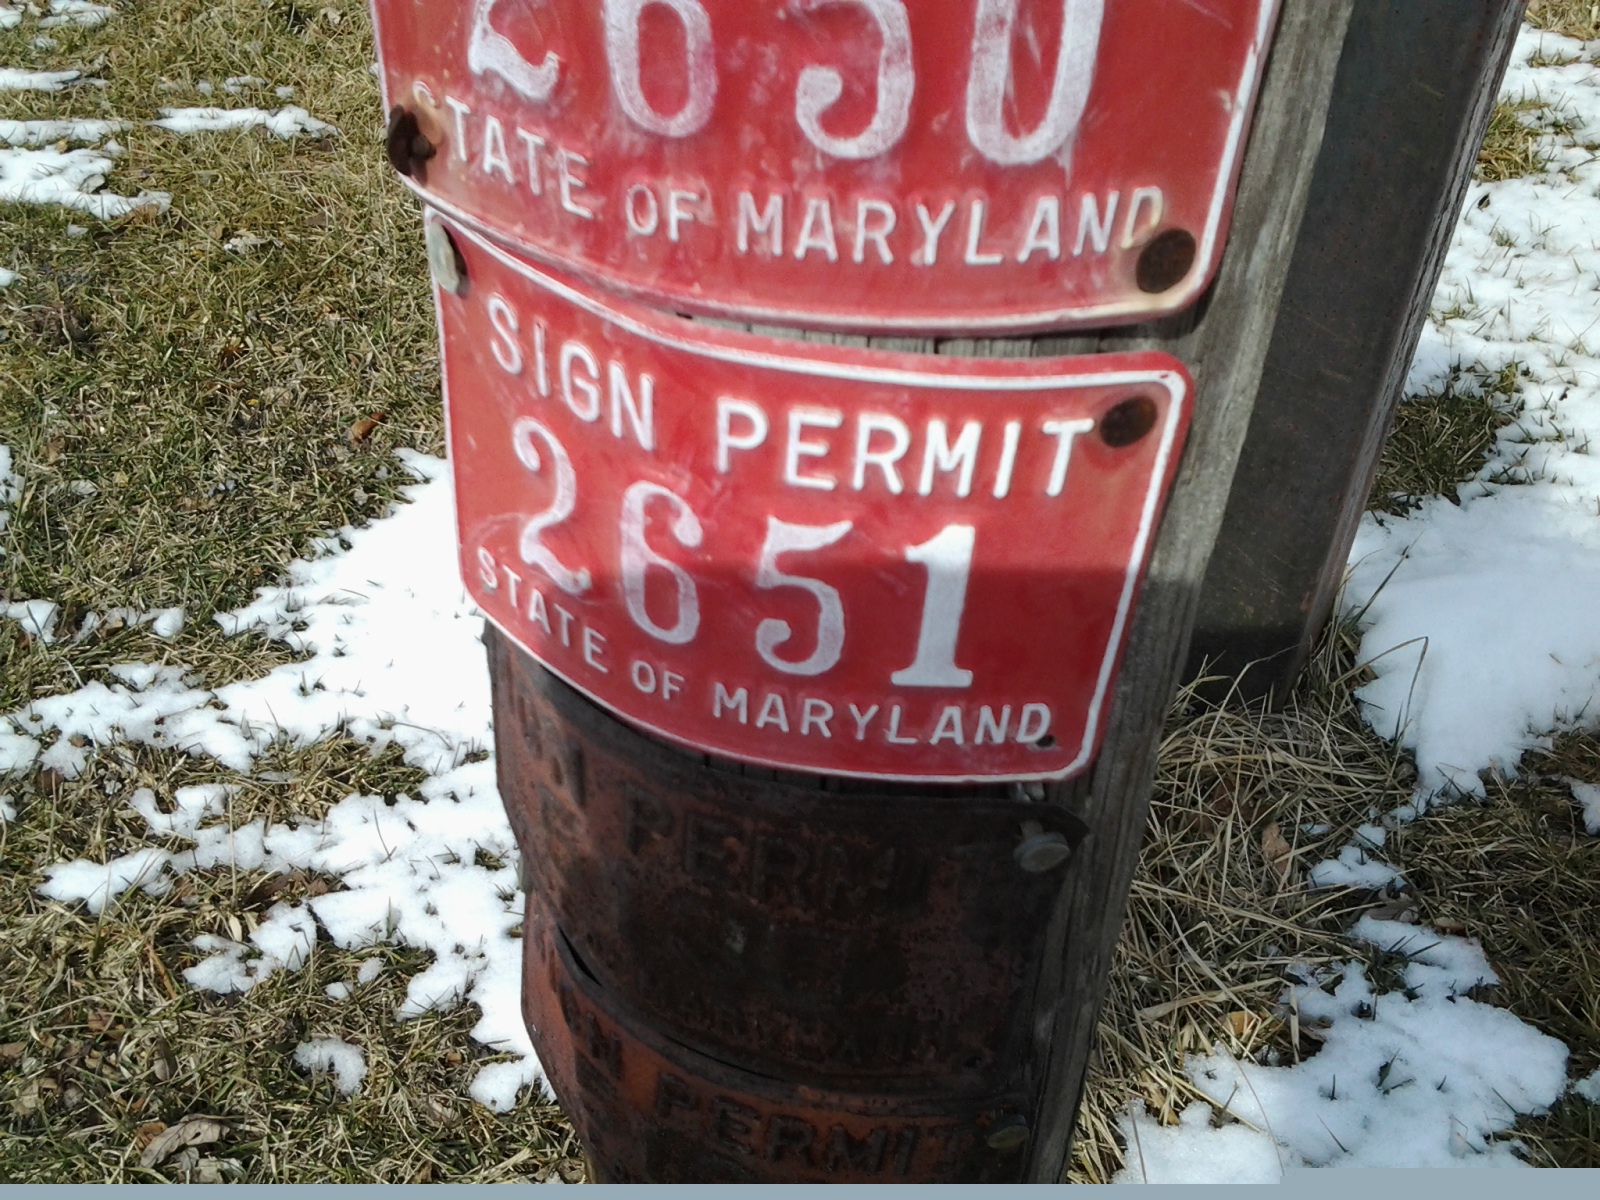 2650
STATE OF MARYLAND
SIGN PERMIT
2651
STATE OF MARYLAND
PERMIT
PERMIT